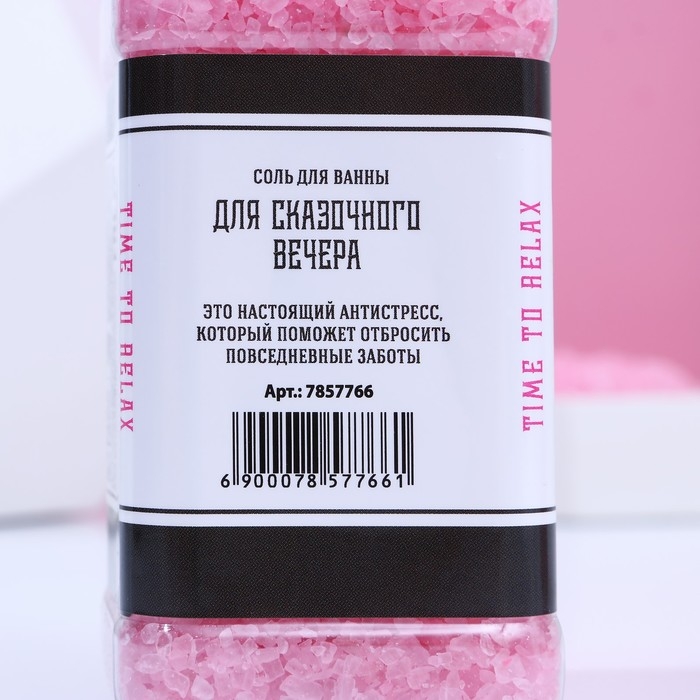 СОЛЬ ДЛЯ ВАННЫ
ДЛЯ СКАЗОЧНОГО
ВЕЧЕРА
ЭТО НАСТОЯЩИЙ АНТИСТРЕСС,
КОТОРЫЙ ПОМОЖЕТ ОТБРОСИТЬ
ПОВСЕДНЕВНЫЕ ЗАБОТЫ
Арт.: 7857766
6 900078 577661
TIME TO RELAX
TIME TO RELAX